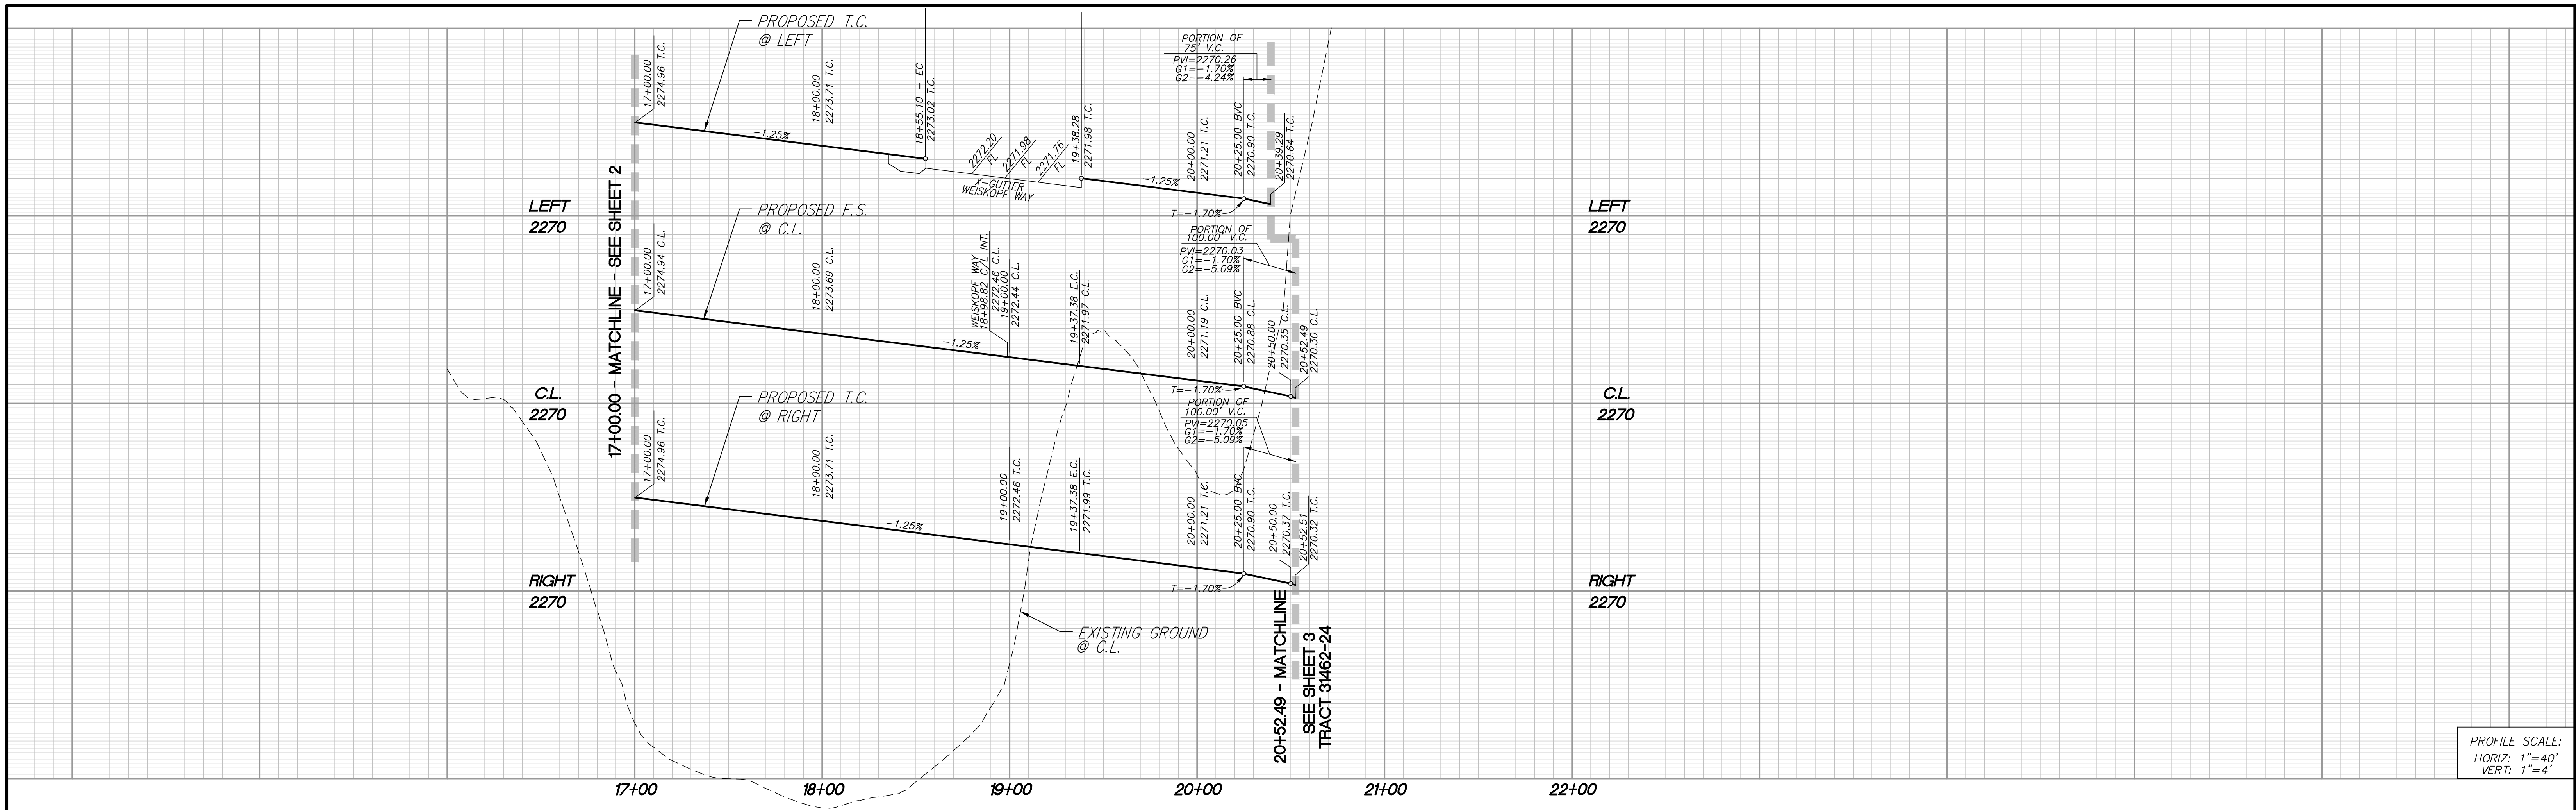 PROPOSED T.C.
@ LEFT
17+00.00
2274.96 T.C.
18+00.00
2273.71 T.C.
-1.25%
18+55.10 - EC
2273.02 T.C.
2272.20
FL
2271.98
FL
2271.76
FL
X-GUTTER
WEISKOPF WAY
19+38.28
2271.98 T.C.
-1.25%
PORTION OF
75' V.C.
PVI=2270.26
G1=-1.70%
G2=-4.24%
20+00.00
2271.21 T.C.
20+25.00 BVC
2270.90 T.C.
20+39.29
2270.64 T.C.
T=-1.70%
LEFT
2270
LEFT
2270
17+00.00 - MATCHLINE - SEE SHEET 2
PROPOSED F.S.
@ C.L.
17+00.00
2274.94 C.L.
18+00.00
2273.69 C.L.
-1.25%
WEISKOPF WAY
18+98.82 C/L INT.
2272.46 C.L.
19+00.00
2272.44 C.L.
19+37.38 E.C.
2271.97 C.L.
PORTION OF
100.00' V.C.
PVI=2270.03
G1=-1.70%
G2=-5.09%
20+00.00
2271.19 C.L.
20+25.00 BVC
2270.88 C.L.
20+50.00
2270.35 C.L.
20+52.49
2270.30 C.L.
T=-1.70%
C.L.
2270
C.L.
2270
PROPOSED T.C.
@ RIGHT
17+00.00
2274.96 T.C.
18+00.00
2273.71 T.C.
-1.25%
19+00.00
2272.46 T.C.
19+37.38 E.C.
2271.99 T.C.
PORTION OF
100.00' V.C.
PVI=2270.05
G1=-1.70%
G2=-5.09%
20+00.00
2271.21 T.C.
20+25.00 BVC
2270.90 T.C.
20+50.00
2270.37 T.C.
20+52.51
2270.32 T.C.
T=-1.70%
RIGHT
2270
RIGHT
2270
EXISTING GROUND
@ C.L.
20+52.49 - MATCHLINE
SEE SHEET 3
TRACT 31462-24
PROFILE SCALE:
HORIZ: 1"=40'
VERT: 1"=4'
17+00
18+00
19+00
20+00
21+00
22+00